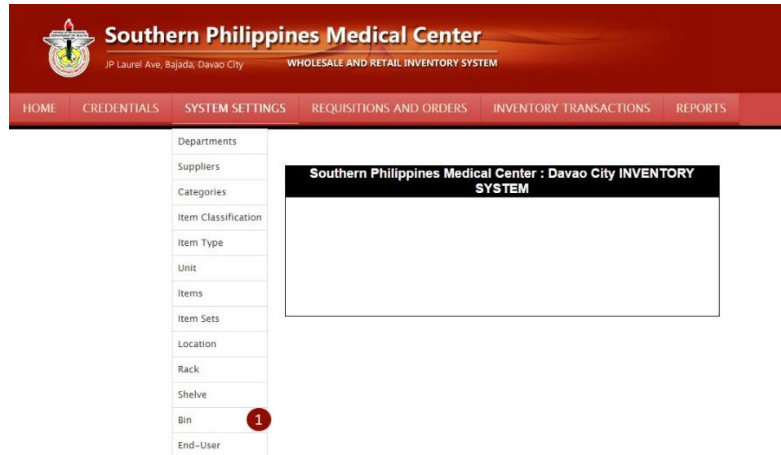 Southern Philippines Medical Center
JP Laurel Ave, Bajada, Davao City
WHOLESALE AND RETAIL INVENTORY SYSTEM
HOME CREDENTIALS SYSTEM SETTINGS REQUISITIONS AND ORDERS INVENTORY TRANSACTIONS REPORTS
Departments
Suppliers
Categories
Item Classification
Item Type
Unit
Items
Item Sets
Location
Rack
Shelve
Bin 1
End-User
Southern Philippines Medical Center : Davao City INVENTORY
SYSTEM